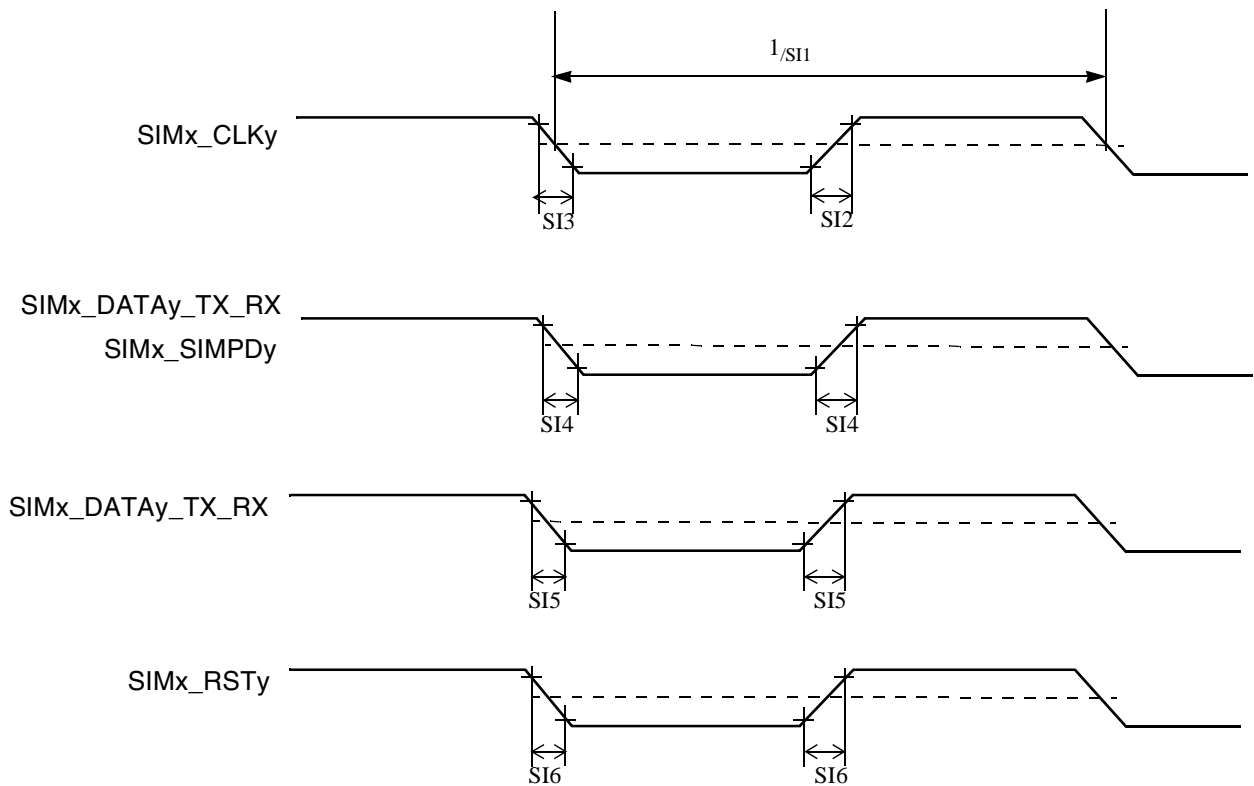 1/SI1
SIMx_CLKy
SI3
SI2
SIMx_DATAy_TX_RX
SIMx_SIMPDy
SI4
SI4
SIMx_DATAy_TX_RX
SI5
SI5
SIMx_RSTy
SI6
SI6